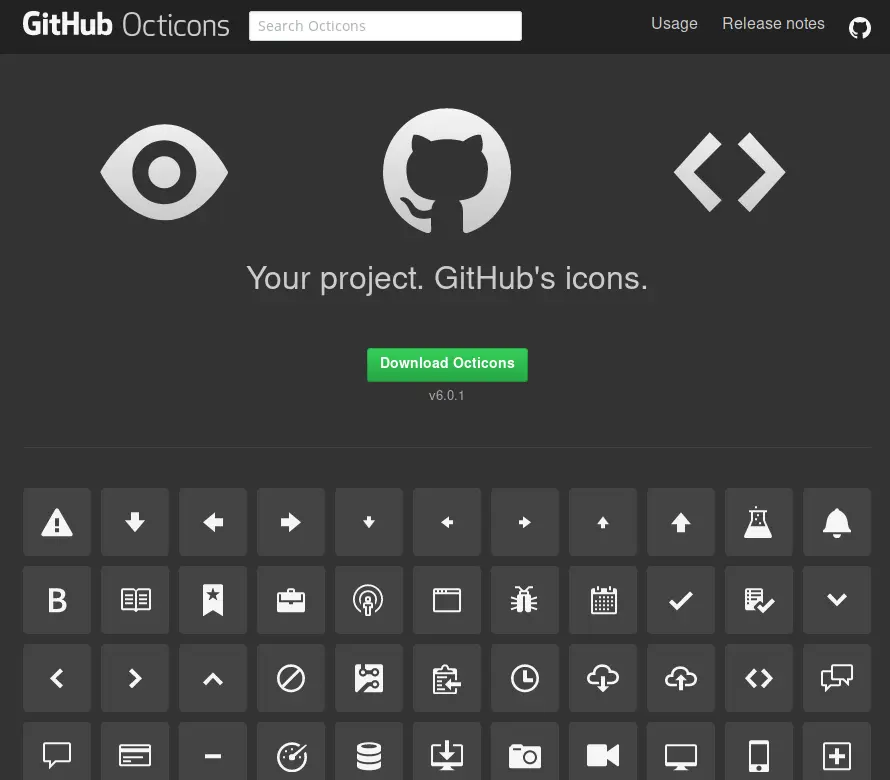 GitHub Octicons
Search Octicons
Usage
Release notes
Your project. GitHub's icons.
Download Octicons
v6.0.1
B